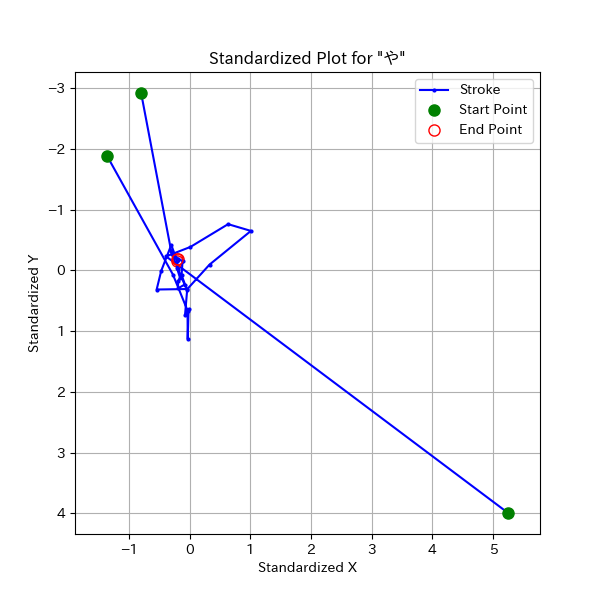 Standardized Plot for "や"
Stroke
Start Point
End Point
−3
−2
−1
0
1
2
3
4
Standardized Y
−1
0
1
2
3
4
5
Standardized X